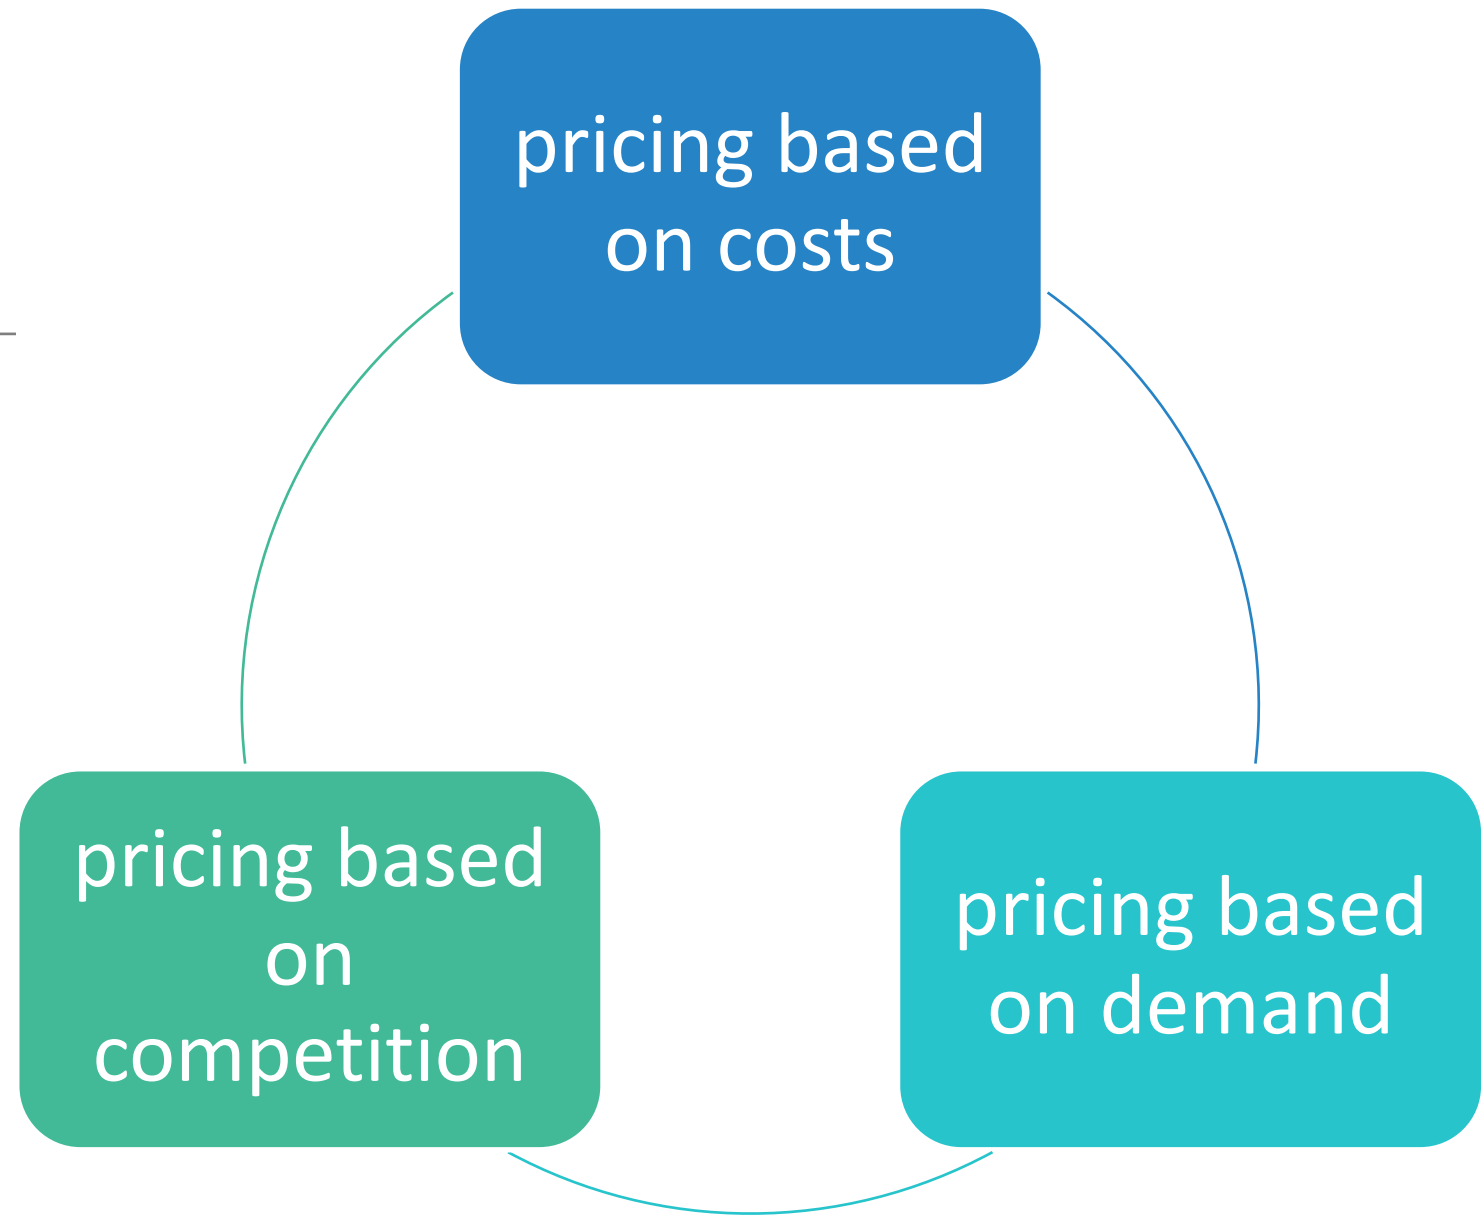 pricing based
on costs
pricing based
on
competition
pricing based
on demand